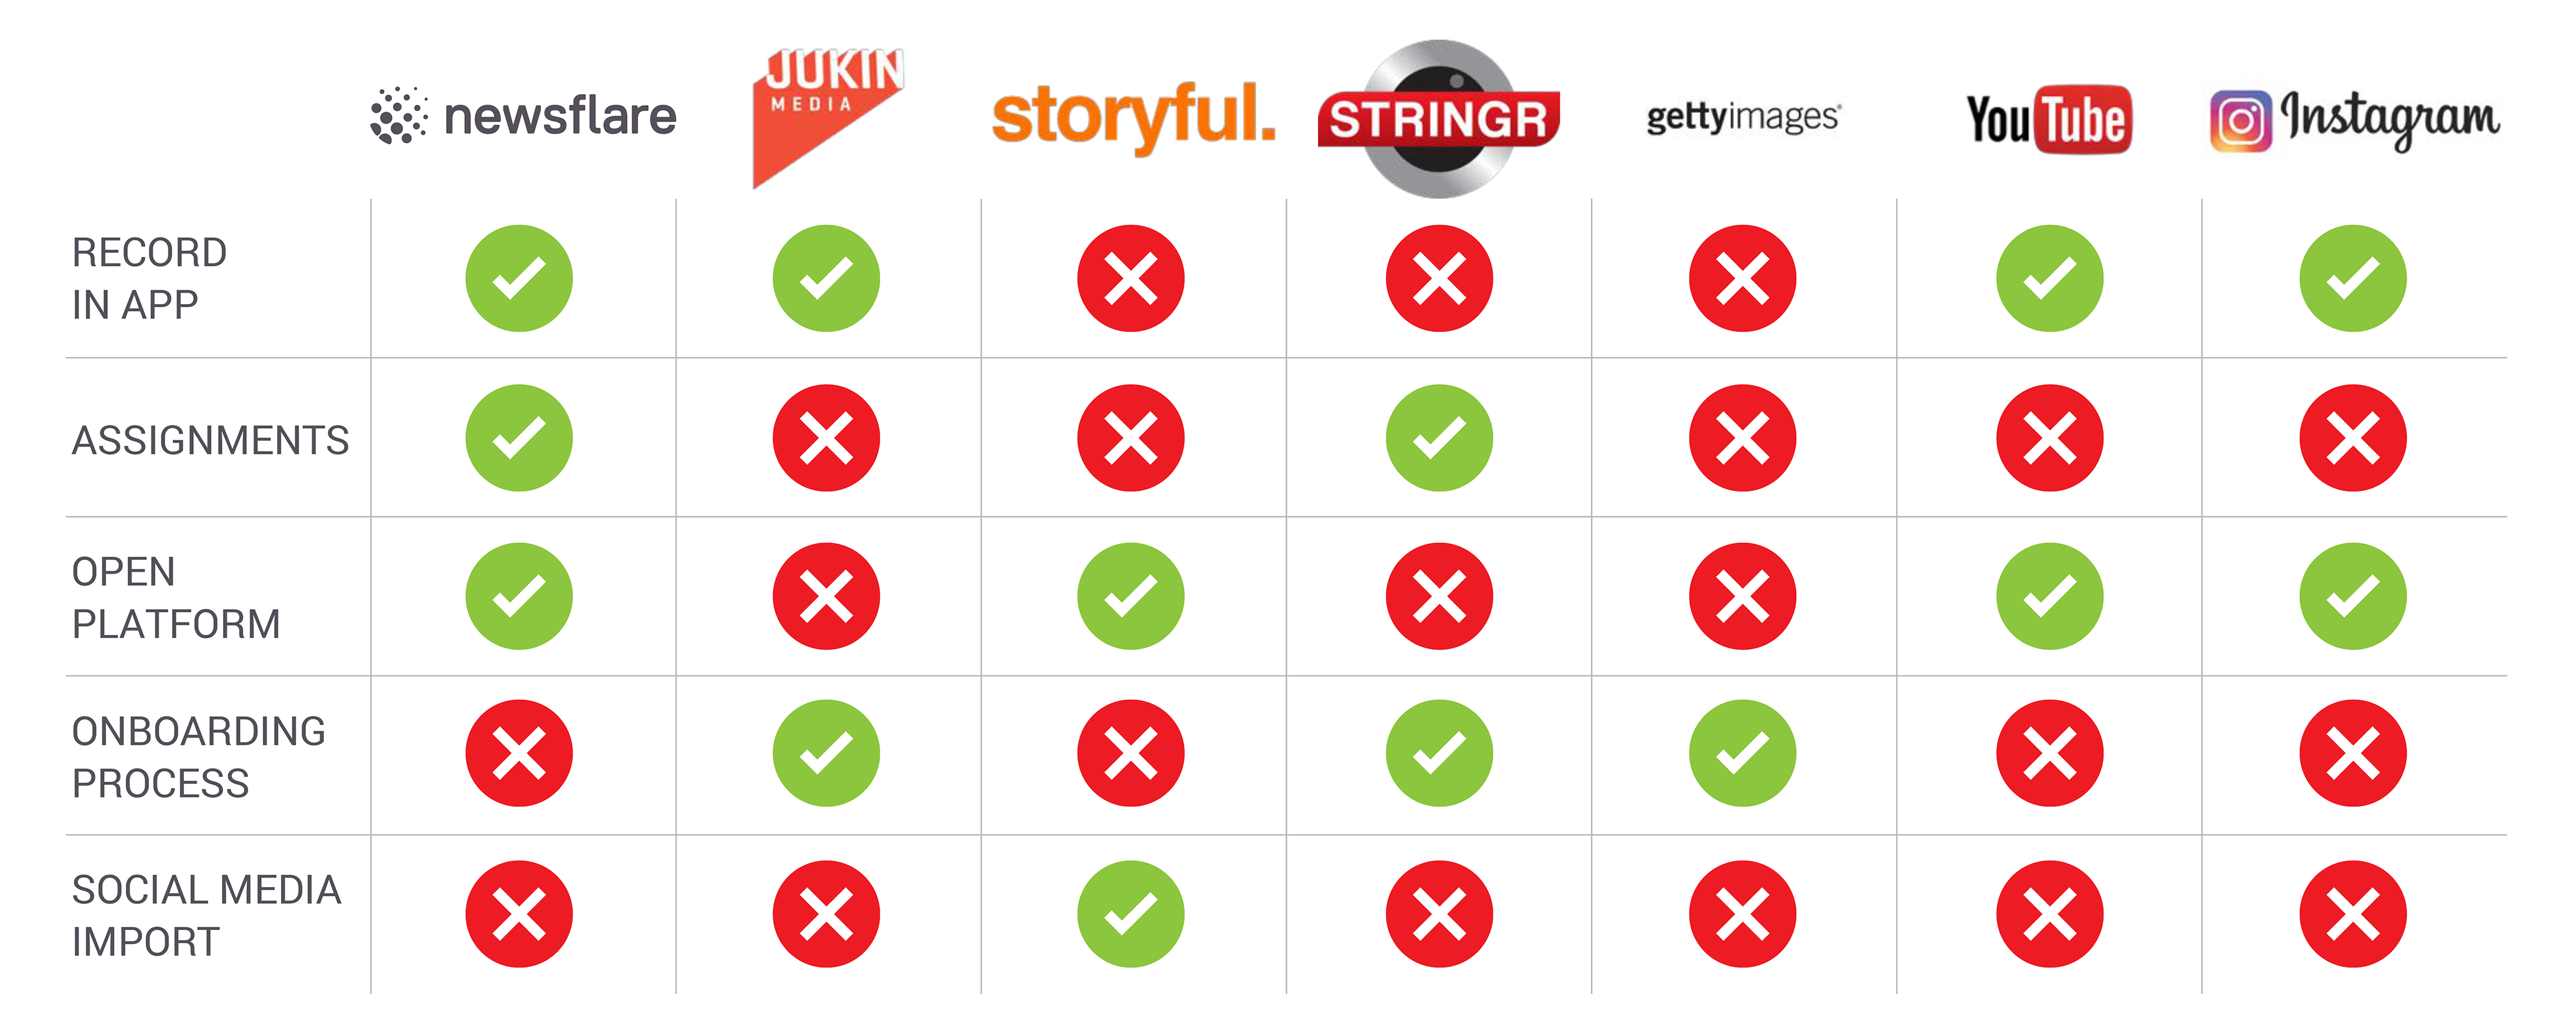 newsflare
JUKIN
MEDIA
storyful.
STRINGR
gettyimages®
YouTube
Instagram
RECORD
IN APP
ASSIGNMENTS
OPEN
PLATFORM
ONBOARDING
PROCESS
SOCIAL MEDIA
IMPORT